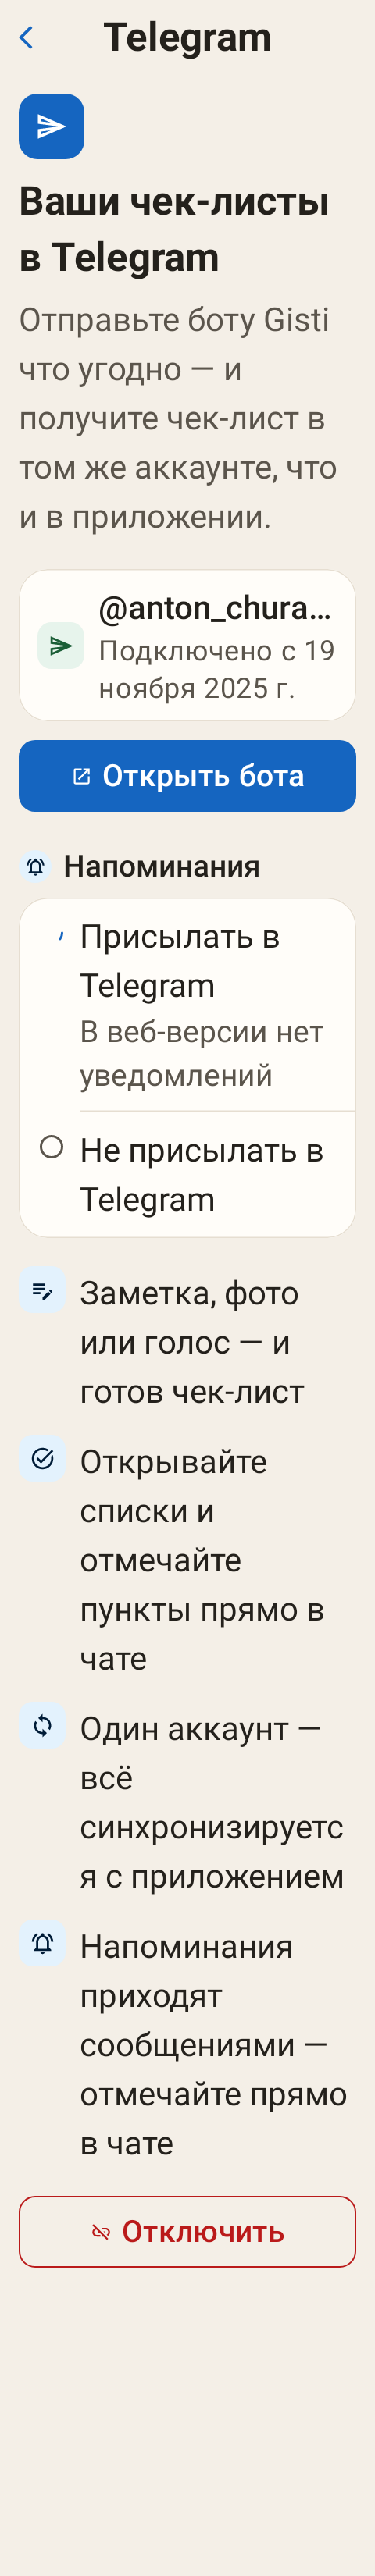 Telegram
Ваши чек-листы
в Telegram
Отправьте боту Gisti
что угодно — и
получите чек-лист в
том же аккаунте, что
и в приложении.
@anton_chura...
Подключено с 19
ноября 2025 г.
Открыть бота
Напоминания
Присылать в
Telegram
В веб-версии нет
уведомлений
Не присылать в
Telegram
Заметка, фото
или голос — и
готов чек-лист
Открывайте
списки и
отмечайте
пункты прямо в
чате
Один аккаунт —
всё
синхронизируетс
я с приложением
Напоминания
приходят
сообщениями —
отмечайте прямо
в чате
Отключить